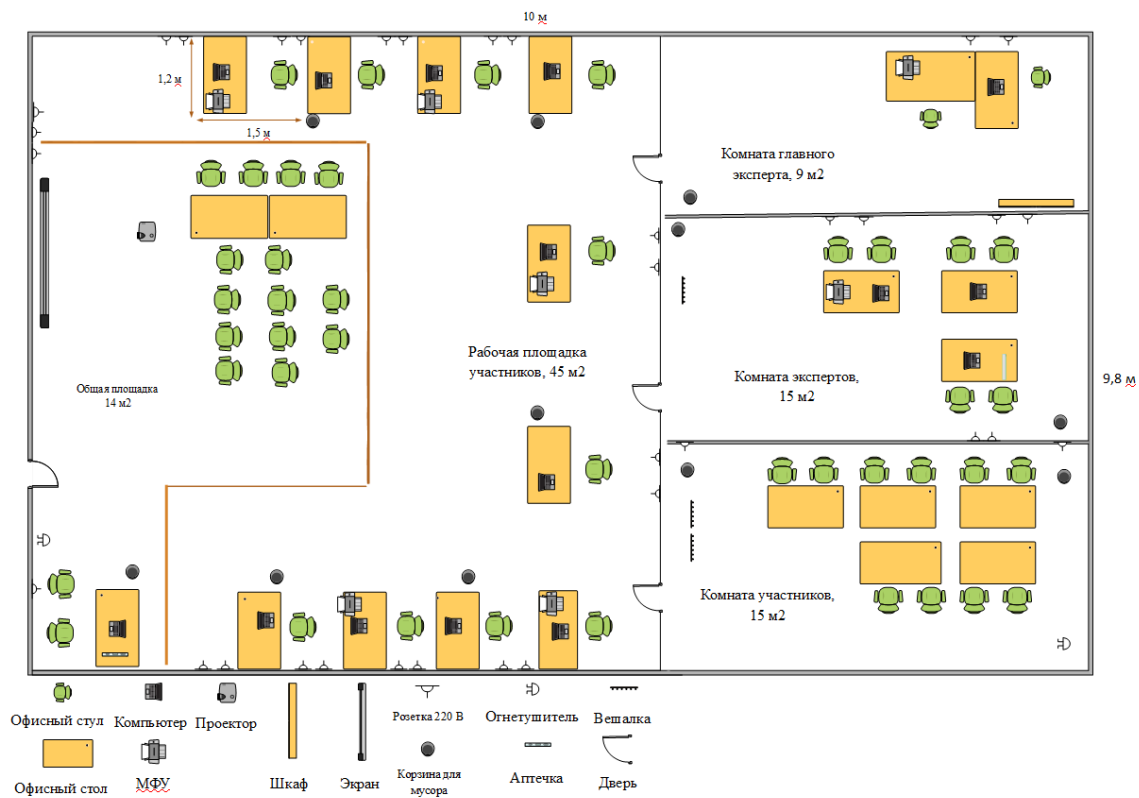 10 м
1,2 м
1,5 м
Комната главного
эксперта, 9 м2
Рабочая площадка
участников, 45 м2
Общая площадка
14 м2
Комната экспертов,
15 м2
9,8 м
Комната участников,
15 м2
Офисный стул
Компьютер
Проектор
Розетка 220 В
Огнетушитель
Вешалка
Офисный стол
МФУ
Шкаф
Экран
Корзина для
мусора
Аптечка
Дверь